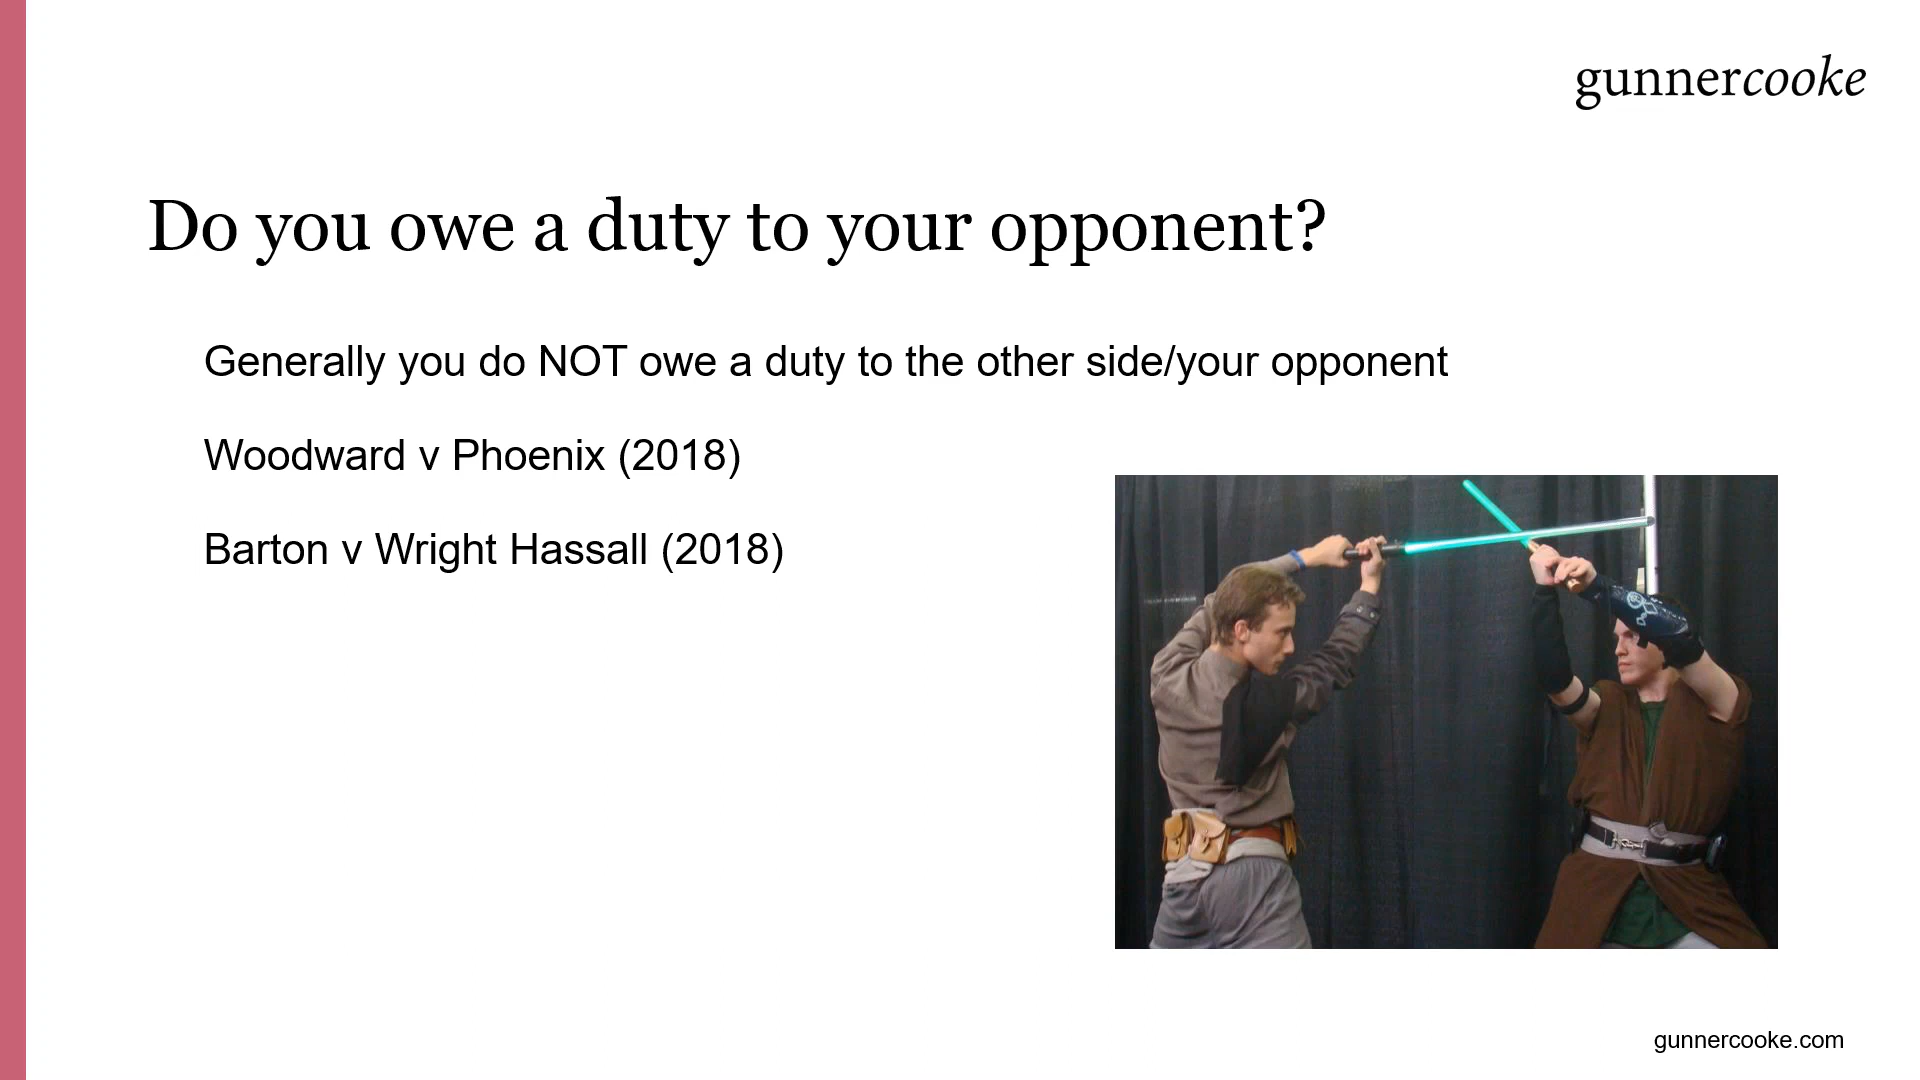 gunnercooke
Do you owe a duty to your opponent?
Generally you do NOT owe a duty to the other side/your opponent
Woodward v Phoenix (2018)
Barton v Wright Hassall (2018)
gunnercooke.com